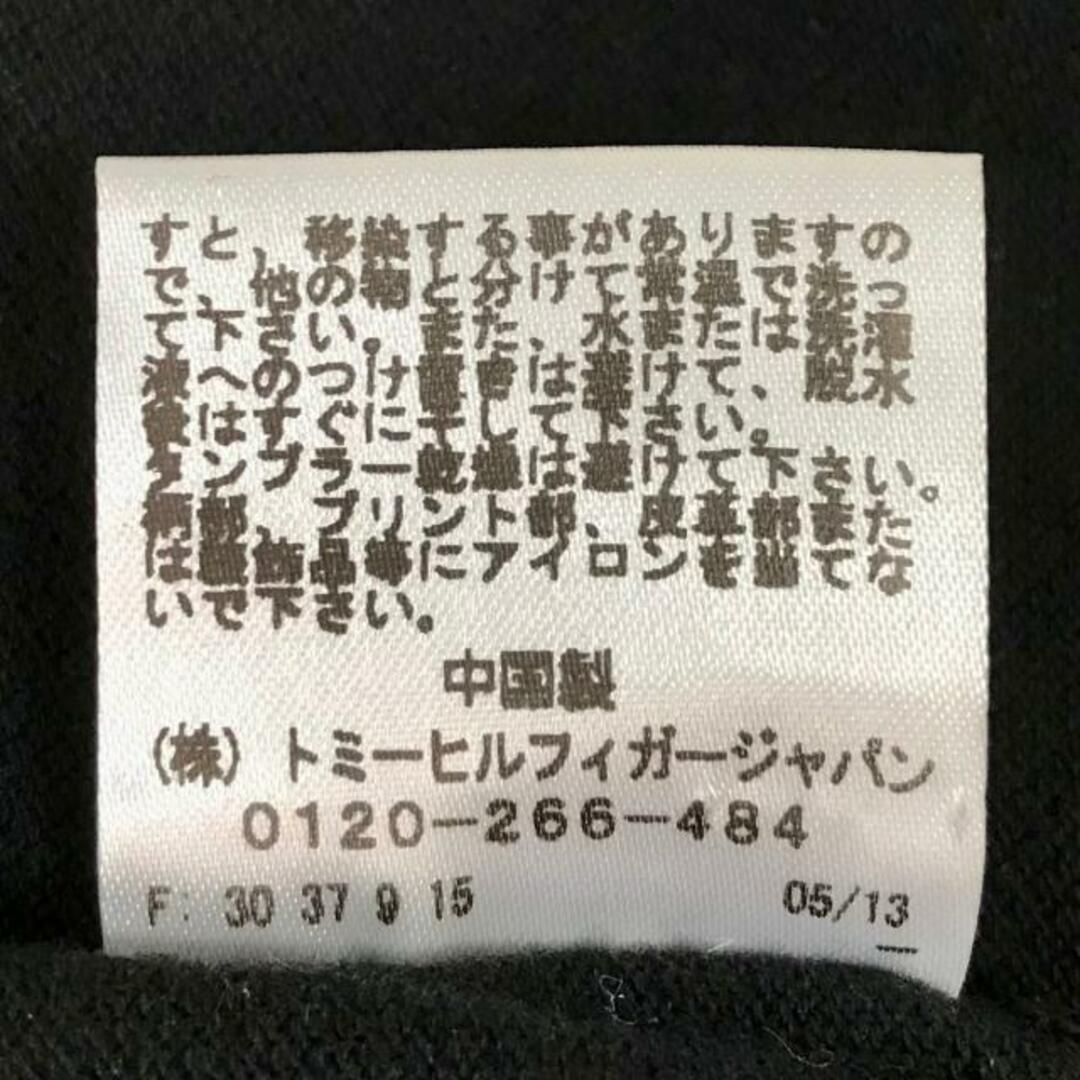 すと、移染する事がありますの
で、他の物と分けて常温では洗っ
て下さい。また、水または洗濯
液へのつけ置きは避けて、脱水
後はすぐに干して下さい。
タンブラー乾燥は避けて下さい。
柄部、プリント部、皮革部また
は装飾品等にアイロンを当てな
いで下さい。
中国製
(株)トミーヒルフィガージャパン
0120-266-484
F: 30 37 9 15
05/13